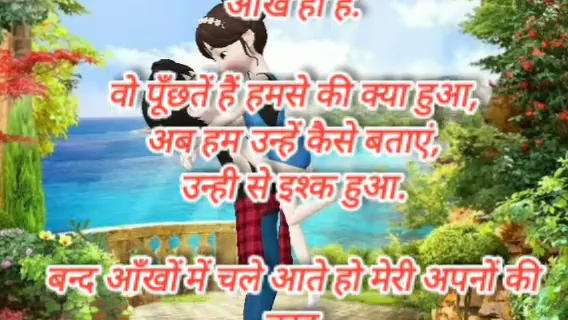 आँख हो है.
वो पूँछतें हैं हमसे की क्या हुआ,
अब हम उन्हें कैसे बताएं,
उन्ही से इश्क हुआ.
बन्द आँखों में चले आते हो मेरी अपनों की